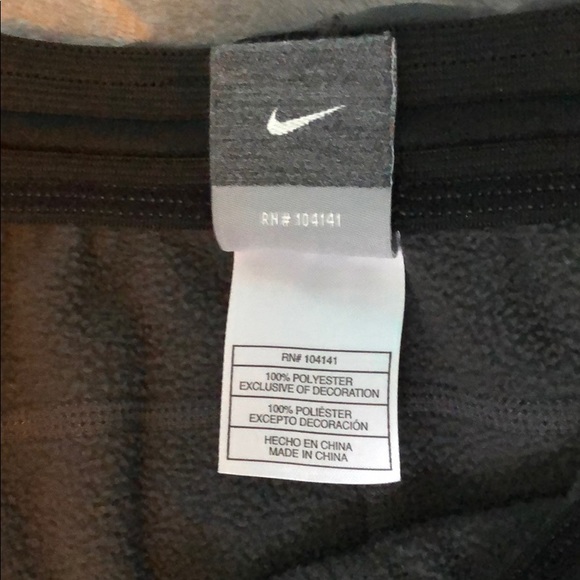 RN# 104141
RN# 104141
100% POLYESTER
EXCLUSIVE OF DECORATION
100% POLIÉSTER
EXCEPTO DECORACIÓN
HECHO EN CHINA
MADE IN CHINA